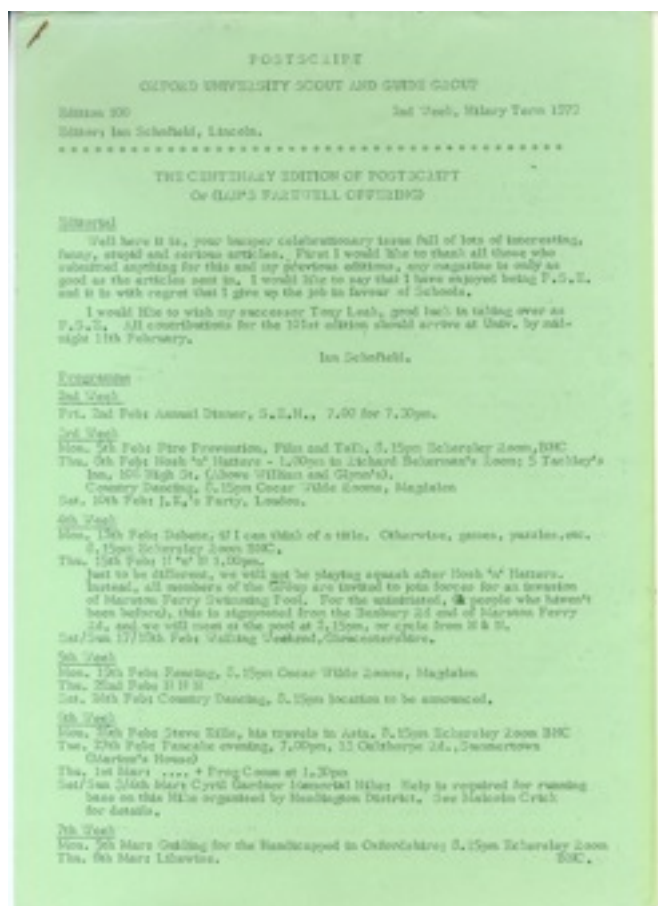 POSTSCRIPT
OXFORD UNIVERSITY SCOUT AND GUIDE GROUP
Edition 100 2nd Week, Hilary Term 1973
Editor: Ian Schofield, Lincoln.
THE CENTENARY EDITION OF POSTSCRIPT
Or (IAN'S FAREWELL OFFERING)
Editorial
Well here it is, your bumper celebrationary issue full of lots of interesting,
funny, stupid and serious articles. First I would like to thank all those who
submitted anything for this and my previous editions, any magazine is only as
good as the articles sent in. I would like to say that I have enjoyed being P.S.E.
and it is with regret that I give up the job in favour of Schools.
I would like to wish my successor Tony Leah, good luck in taking over as
P.S.E. All contributions for the 101st edition should arrive at Univ. by mid-
night 11th February.
Ian Schofield.
Programme
2nd Week
Fri. 2nd Feb: Annual Dinner, S.E.H., 7.00 for 7.30pm.
3rd Week
Mon. 5th Feb: Fire Prevention, Film and Talk, 8.15pm Eckersley Room, BNC
Thu. 8th Feb: Nosh 'n' Natters - 1.00pm in Richard room; 5 Tackley's
Inn, 106 High St. (Above William and Glynn's).
Country Dancing, 8.15pm Oscar Wilde Rooms, Magdalen
Sat. 10th Feb: J.K.'s Party, London.
4th Week
Mon. 12th Feb: Debate, if I can think of a title. Otherwise, games, puzzles, etc.
8.15pm Eckersley Room BNC.
Thu. 15th Feb: N 'n' N 1.00pm.
Just to be different, we will not be playing squash after Nosh 'n' Natters.
Instead, all members of the Group are invited to join forces for an invasion
of Marston Ferry Swimming Pool. For the uninitiated, people who haven't
been before), this is signposted from the Banbury Rd end of Marston Ferry
Rd, and we will meet at the pool at 2.15pm, or cycle from N & N.
Sat/Sun 17/18th Feb: Walking Weekend, Gloucestershire.
5th Week
Mon. 19th Feb: Fencing, 8.15pm Oscar Wilde Rooms, Magdalen
Thu. 22nd Feb: N N N
Sat. 24th Feb: Country Dancing, 8.15pm location to be announced.
6th Week
Mon. 26th Feb: Steve his travels in Asia, 8.15pm Eckersley Room BNC
Tue. 27th Feb: Pancake evening, 7.00pm, Rd., Summertown
House)
Thu. 1st Mar: .... + Prog Comm at 1.30pm
Sat/Sun 3/4th Mar: Cyril Gardner Memorial Hike: Help is required for running
base on this Hike organised by Headington District. See Malcolm
for details.
7th Week
Mon. 5th Mar: Guiding for the Handicapped in Oxfordshire; 8.15pm Eckersley Room
Thu. 8th Mar: Likewise. BNC.